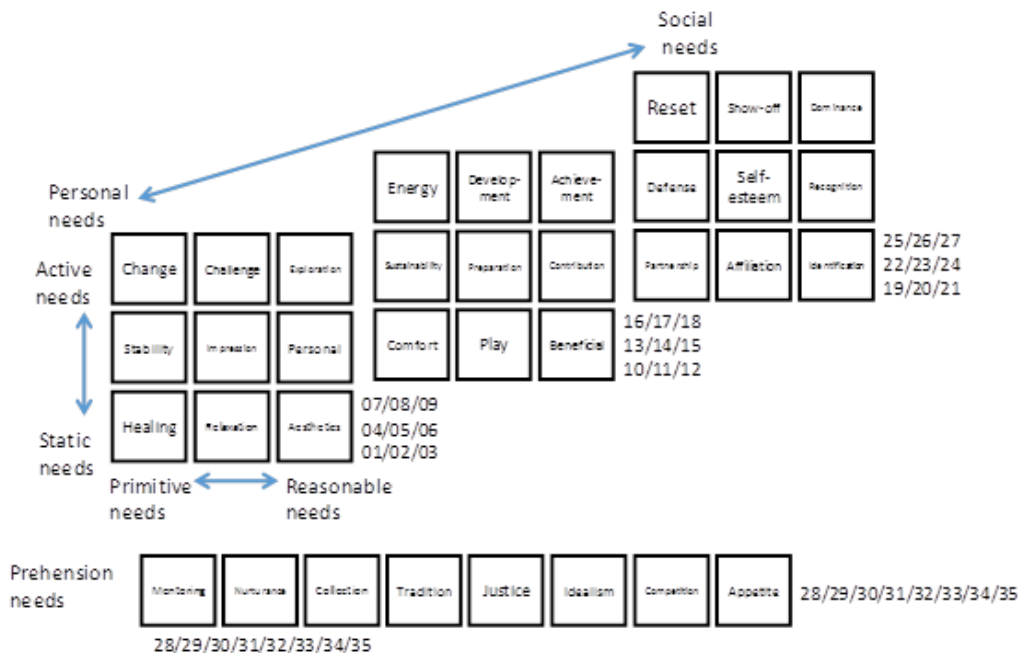 Social
needs
Reset
Show-off
Dominance
Energy
Develop-
ment
Achieve-
ment
Defense
Self-
esteem
Recognition
Personal
needs
Active
needs
Change
Challenge
Exploration
Sustainability
Preparation
Contribution
Partnership
Affiliation
Identification
25/26/27
22/23/24
19/20/21
Stability
Impression
Personal
Comfort
Play
Beneficial
16/17/18
13/14/15
10/11/12
Static
needs
Healing
Relaxation
Aesthetics
07/08/09
04/05/06
01/02/03
Primitive
needs
Reasonable
needs
Prehension
needs
Monitoring
Nurturance
Collection
Tradition
Justice
Idealism
Competition
Appetite
28/29/30/31/32/33/34/35
28/29/30/31/32/33/34/35